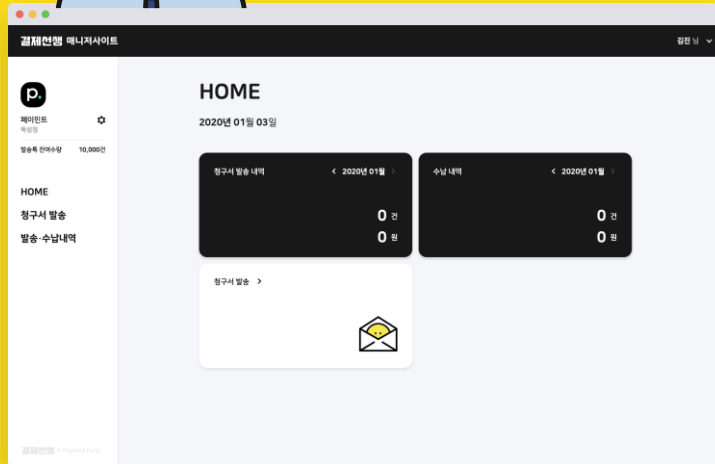 결제선생 매니저사이트
김진 님
p.
페이민트
욱성점
발송톡 잔여수량 10,000건
HOME
청구서 발송
발송·수납내역
HOME
2020년 01월 03일
청구서 발송 내역 < 2020년 01월 >
0 건
0 원
수납 내역 < 2020년 01월 >
0 건
0 원
청구서 발송 >
결제선생 © Paymint Corp.